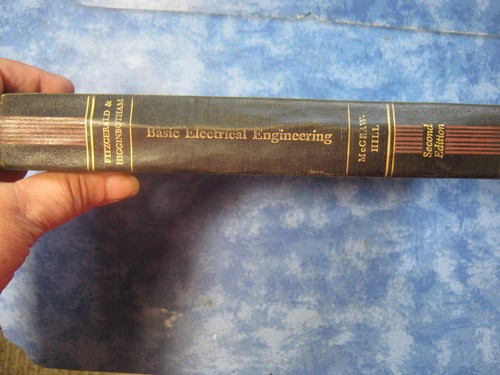 FITZGERALD &
HIGGINBOTHAM
Basic Electrical Engineering
McGRAW-
HILL
Second
Edition